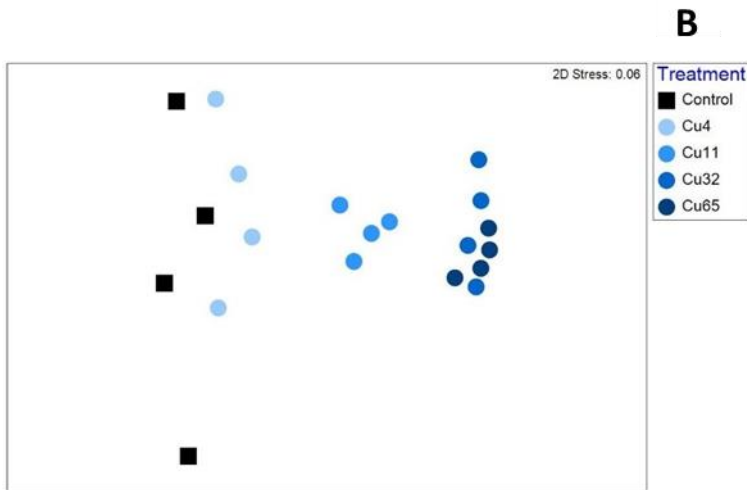 B
2D Stress: 0.06
Treatment
Control
Cu4
Cu11
Cu32
Cu65